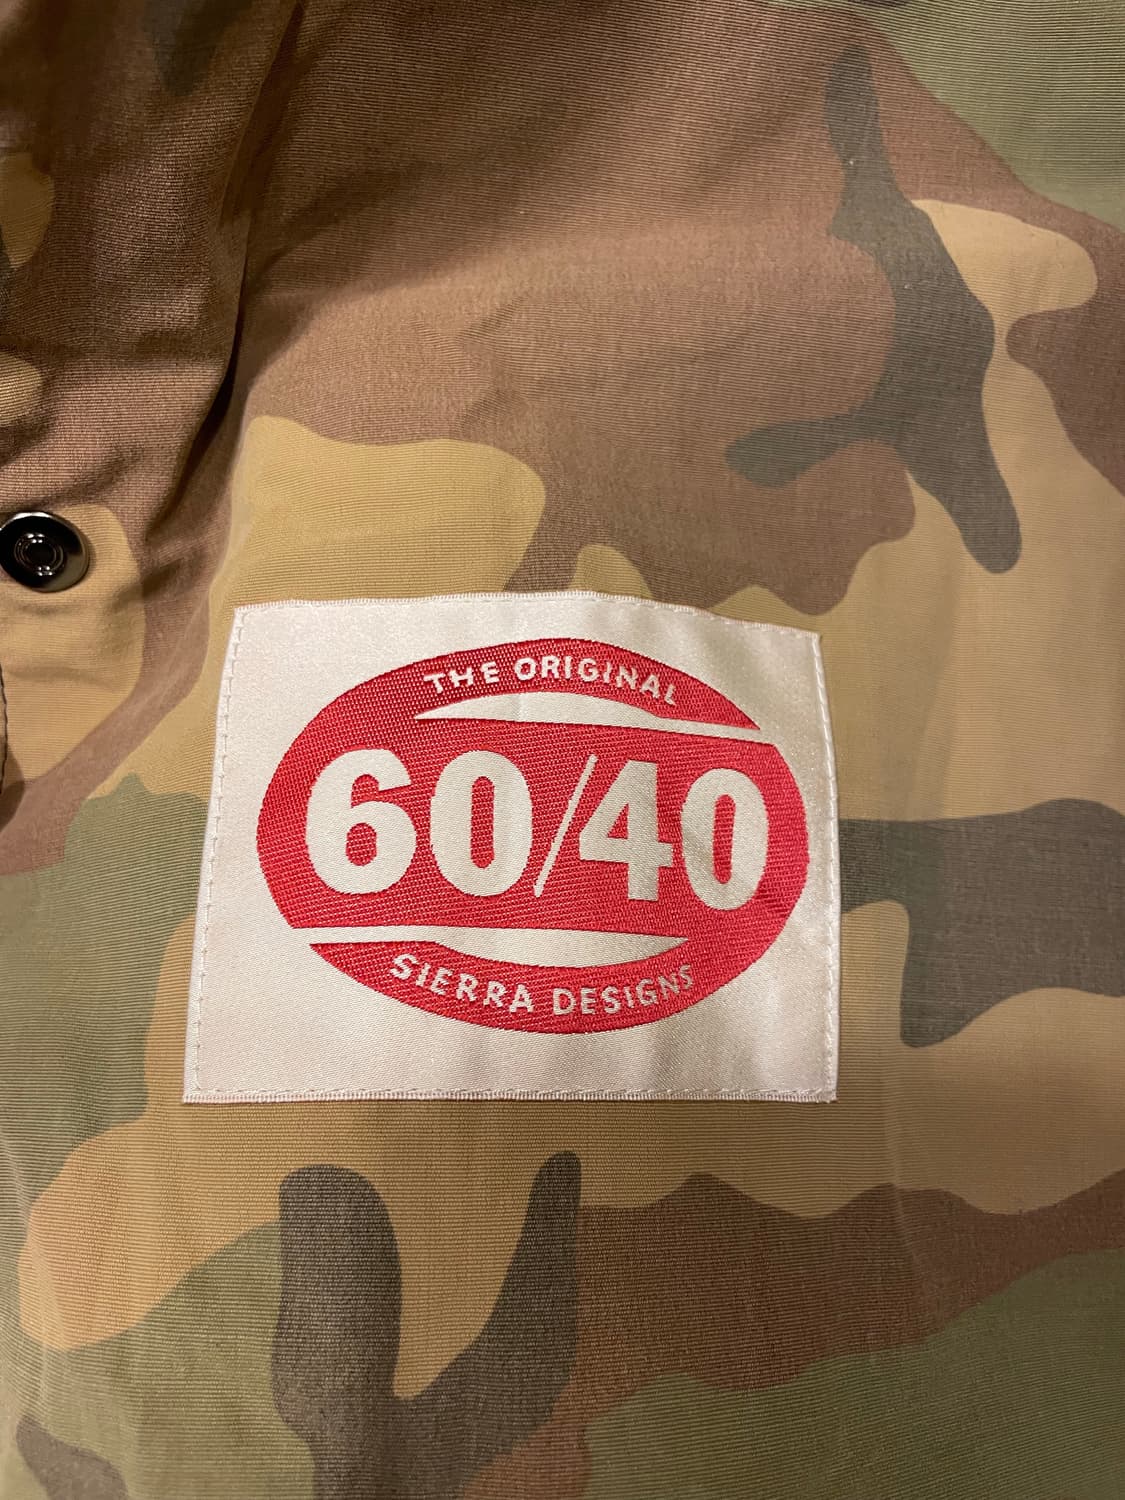 THE ORIGINAL
60/40
SIERRA DESIGNS